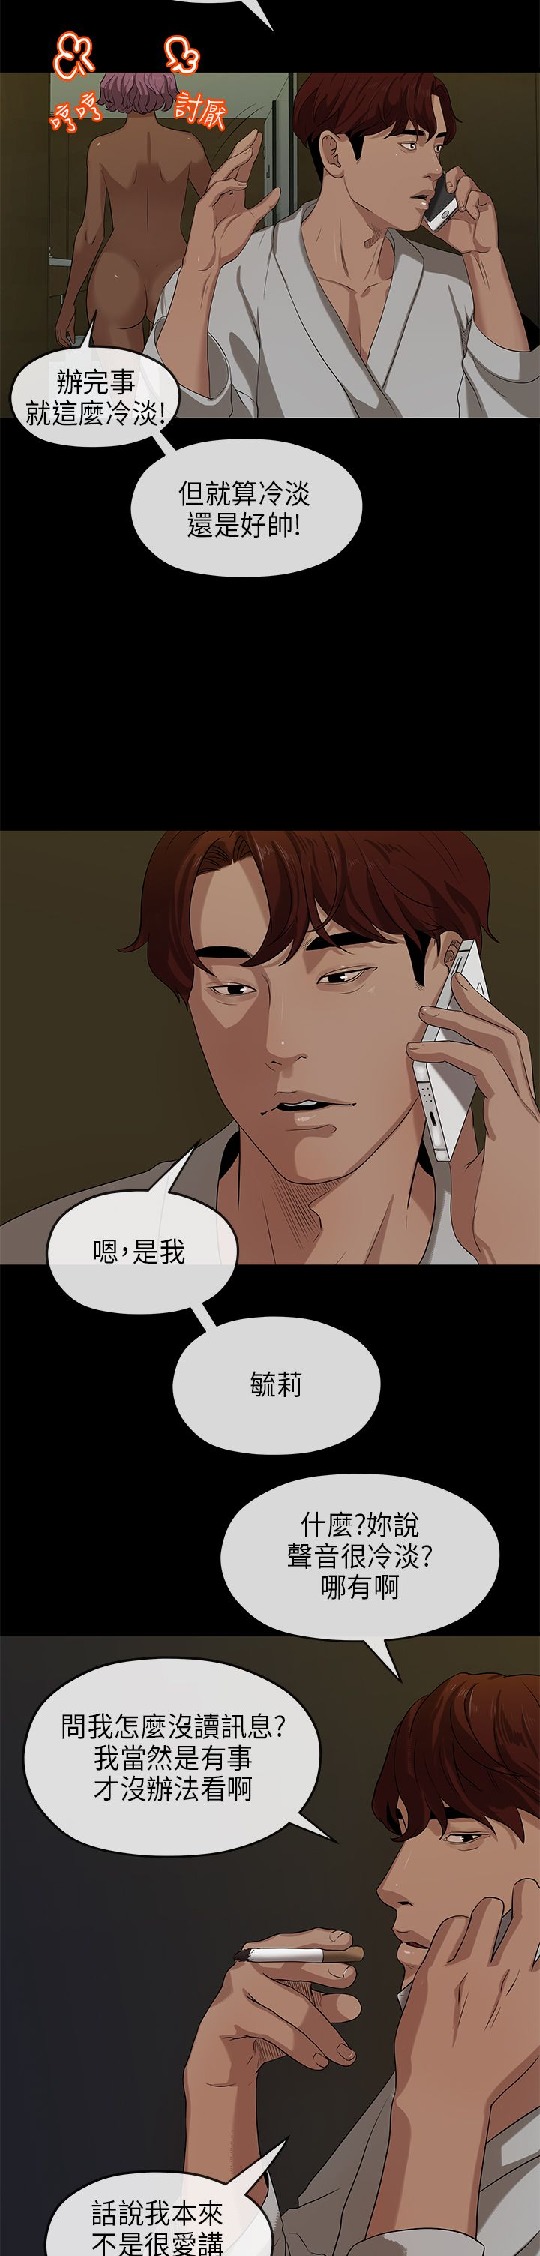 哼哼
討厭
辦完事
就這麼冷淡!
但就算冷淡
還是好帥!
嗯,是我
毓莉
什麼?妳說
聲音很冷淡?
哪有啊
問我怎麼沒讀訊息?
我當然是有事
才沒辦法看啊
話說我本來
不是很愛講